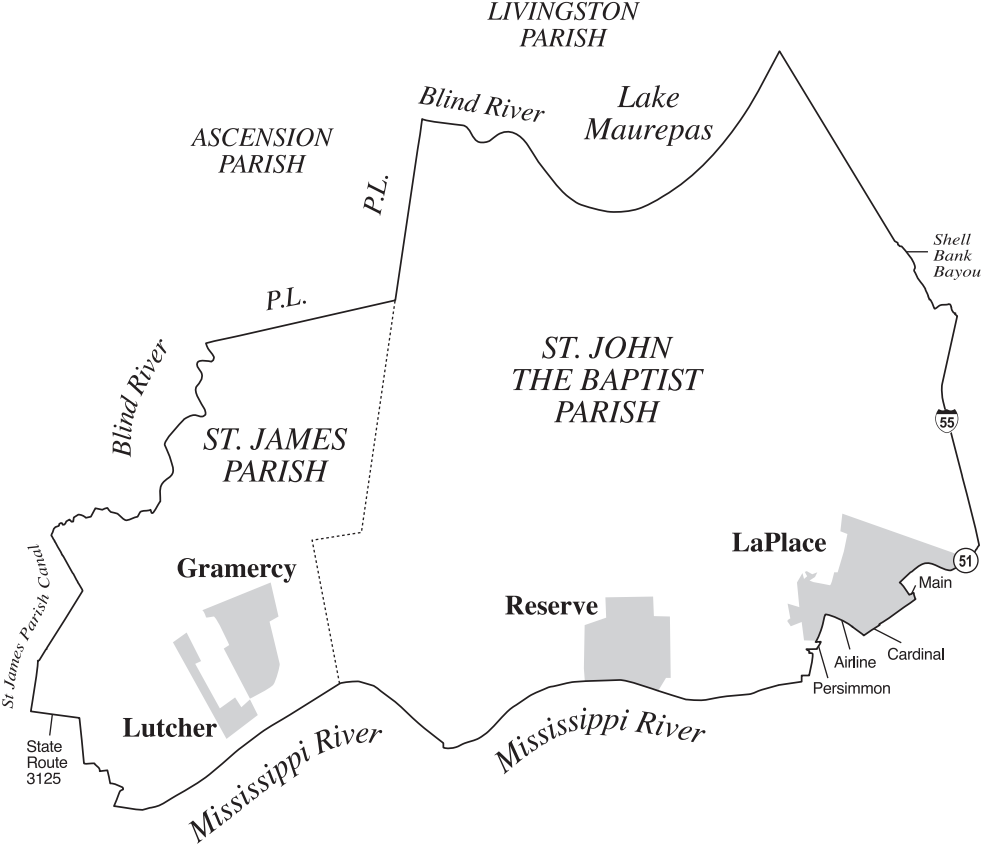 LIVINGSTON
PARISH
Blind River
Lake
Maurepas
ASCENSION
PARISH
P.L.
Shell
Bank
Bayou
P.L.
Blind River
ST. JOHN
THE BAPTIST
PARISH
55
ST. JAMES
PARISH
LaPlace
51
St James Parish Canal
Gramercy
Main
Reserve
Cardinal
Airline
Persimmon
Lutcher
State
Route
3125
Mississippi River
Mississippi River